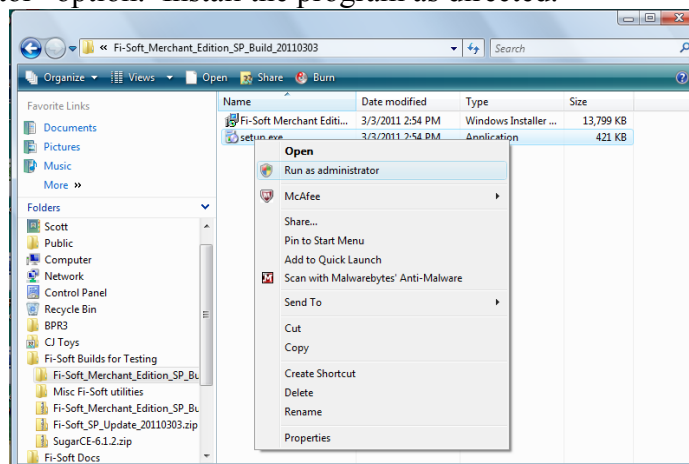 tor" option. Install the program as directed.
« Fi-Soft_Merchant_Edition_SP_Build_20110303
Search
Organize Views Open Share Burn
Favorite Links
Documents
Pictures
Music
More »
Folders
Scott
Public
Computer
Network
Control Panel
Recycle Bin
BPR3
CJ Toys
Fi-Soft Builds for Testing
Fi-Soft_Merchant_Edition_SP_Bu
Misc Fi-Soft utilities
Fi-Soft_Merchant_Edition_SP_Bu
Fi-Soft_SP_Update_20110303.zip
SugarCE-6.1.2.zip
Fi-Soft Docs
Name Date modified Type Size
Fi-Soft Merchant Editi... 3/3/2011 2:54 PM Windows Installer ... 13,799 KB
setup.exe 3/3/2011 2:54 PM Application 421 KB
Open
Run as administrator
McAfee
Share...
Pin to Start Menu
Add to Quick Launch
Scan with Malwarebytes' Anti-Malware
Send To
Cut
Copy
Create Shortcut
Delete
Rename
Properties